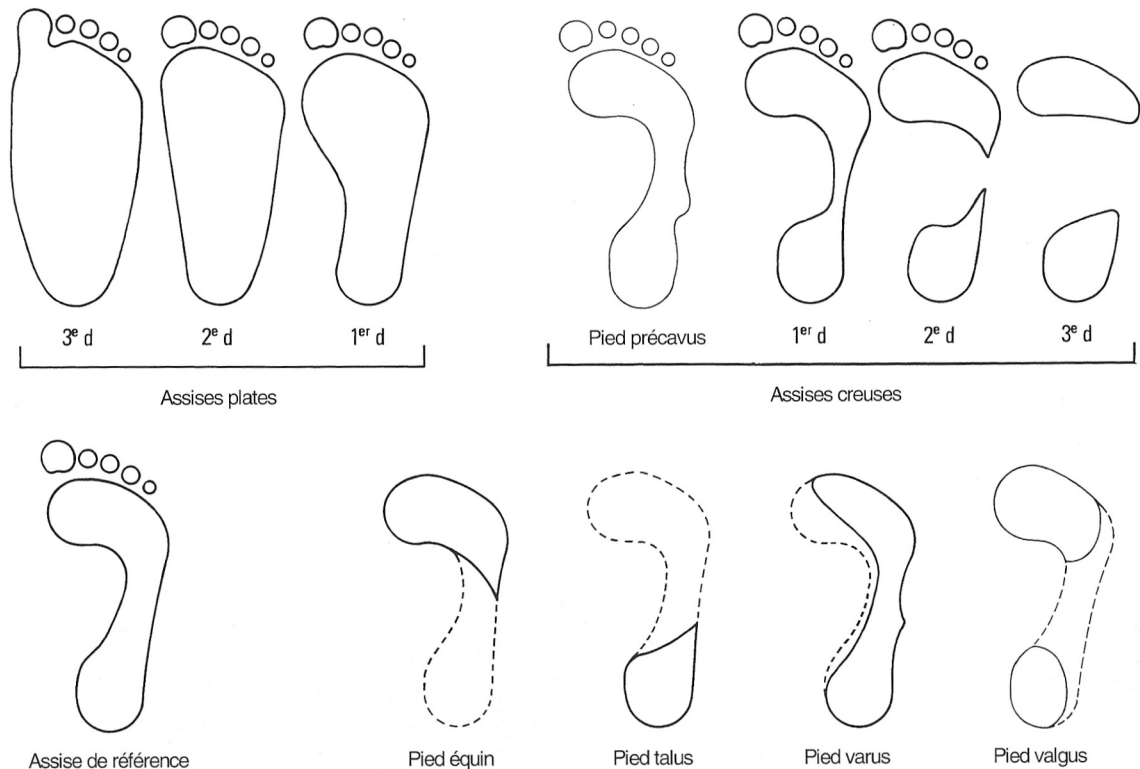 3e d
2e d
1er d
Assises plates
Pied précavus
1er d
2e d
3e d
Assises creuses
Assise de référence
Pied équin
Pied talus
Pied varus
Pied valgus